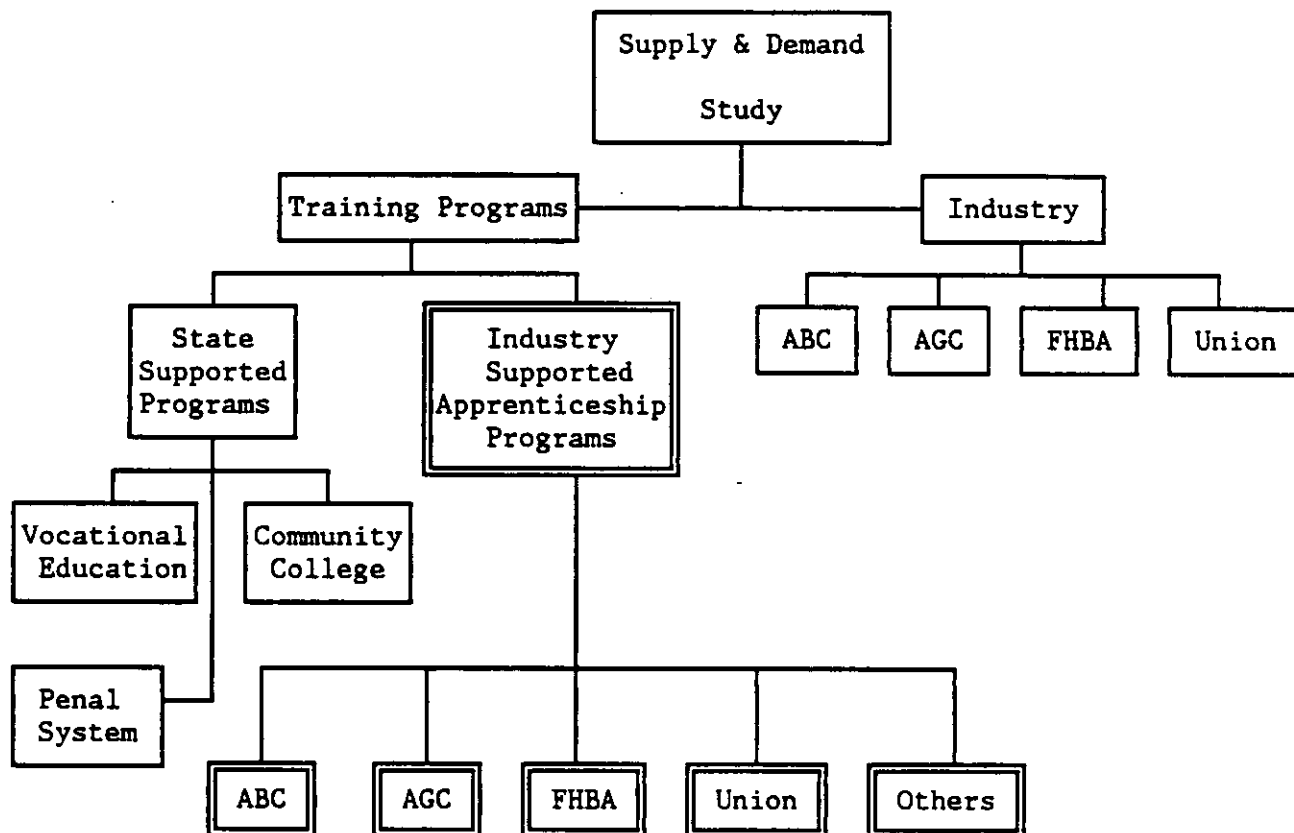 Supply & Demand
Study
Training Programs
Industry
State
Supported
Programs
Industry
Supported
Apprenticeship
Programs
ABC
AGC
FHBA
Union
Vocational
Education
Community
College
Penal
System
ABC
AGC
FHBA
Union
Others